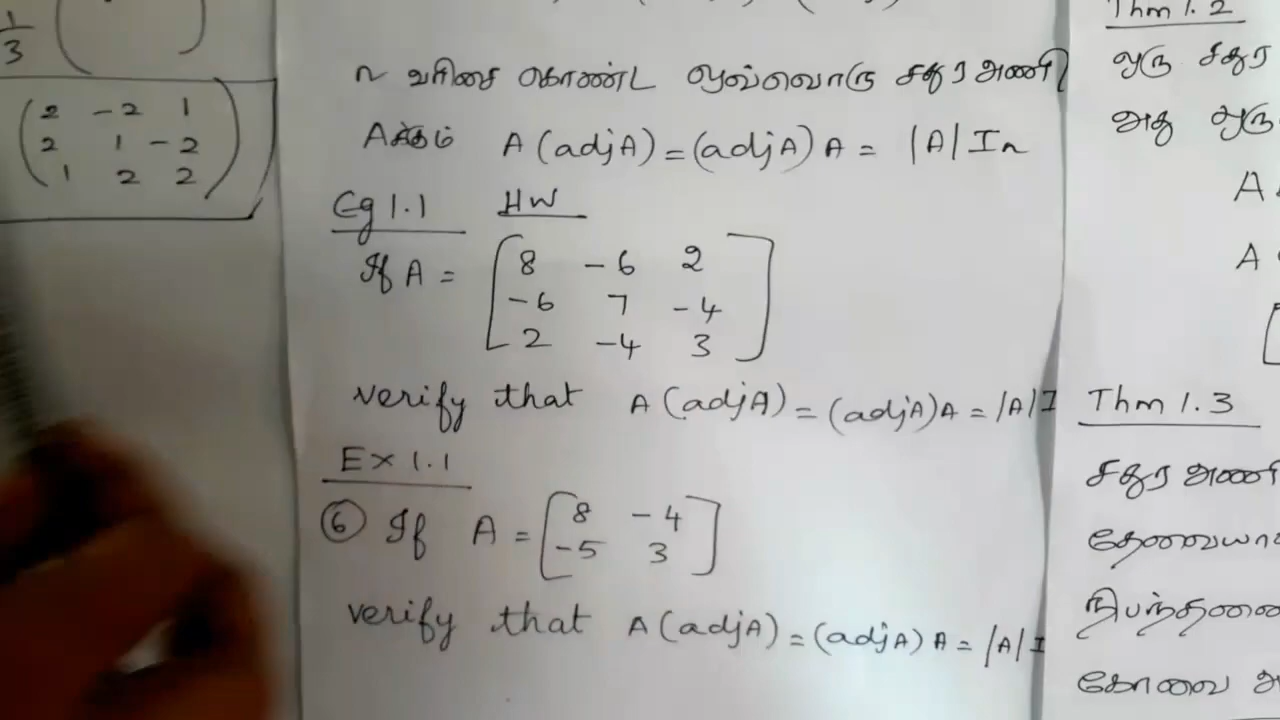 1/3
2 -2 1
2 1 -2
1 2 2
n வரிசை கொண்ட ஒவ்வொரு சதுர அணி
A க்கும் A(adjA) = (adjA)A = |A|In
Eg 1.1 HW
If A = [8 -6 2
-6 7 -4
2 -4 3]
verify that A(adjA) = (adjA)A = |A|I
Ex 1.1
⑥ If A = [8 -4
-5 3]
verify that A(adjA) = (adjA)A = |A|I
Thm 1.2
ஒரு சதுர
அது ஒரு
A
A
Thm 1.3
சதுர அணி
நிபந்தனை
கோவை